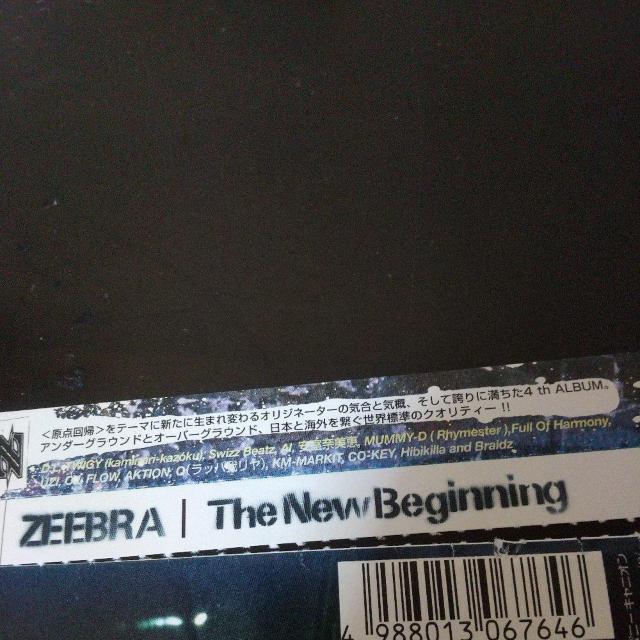 ＜原点回帰＞をテーマに新たに生まれ変わるオリジネーターの気合と気概、そして誇りに満ちた4 th ALBUM。
アンダーグラウンドとオーバーグラウンド、日本と海外を繋ぐ世界標準のクオリティー !!
Swizz Beatz, AI, 安室奈美恵, MUMMY-D ( Rhymester ), Full Of Harmony,
UZI, FLOW, AKTION, KM-MARKIT, CO-KEY, Hibikilla and Braidz
ZEEBRA | The New Beginning
4 988013 067646